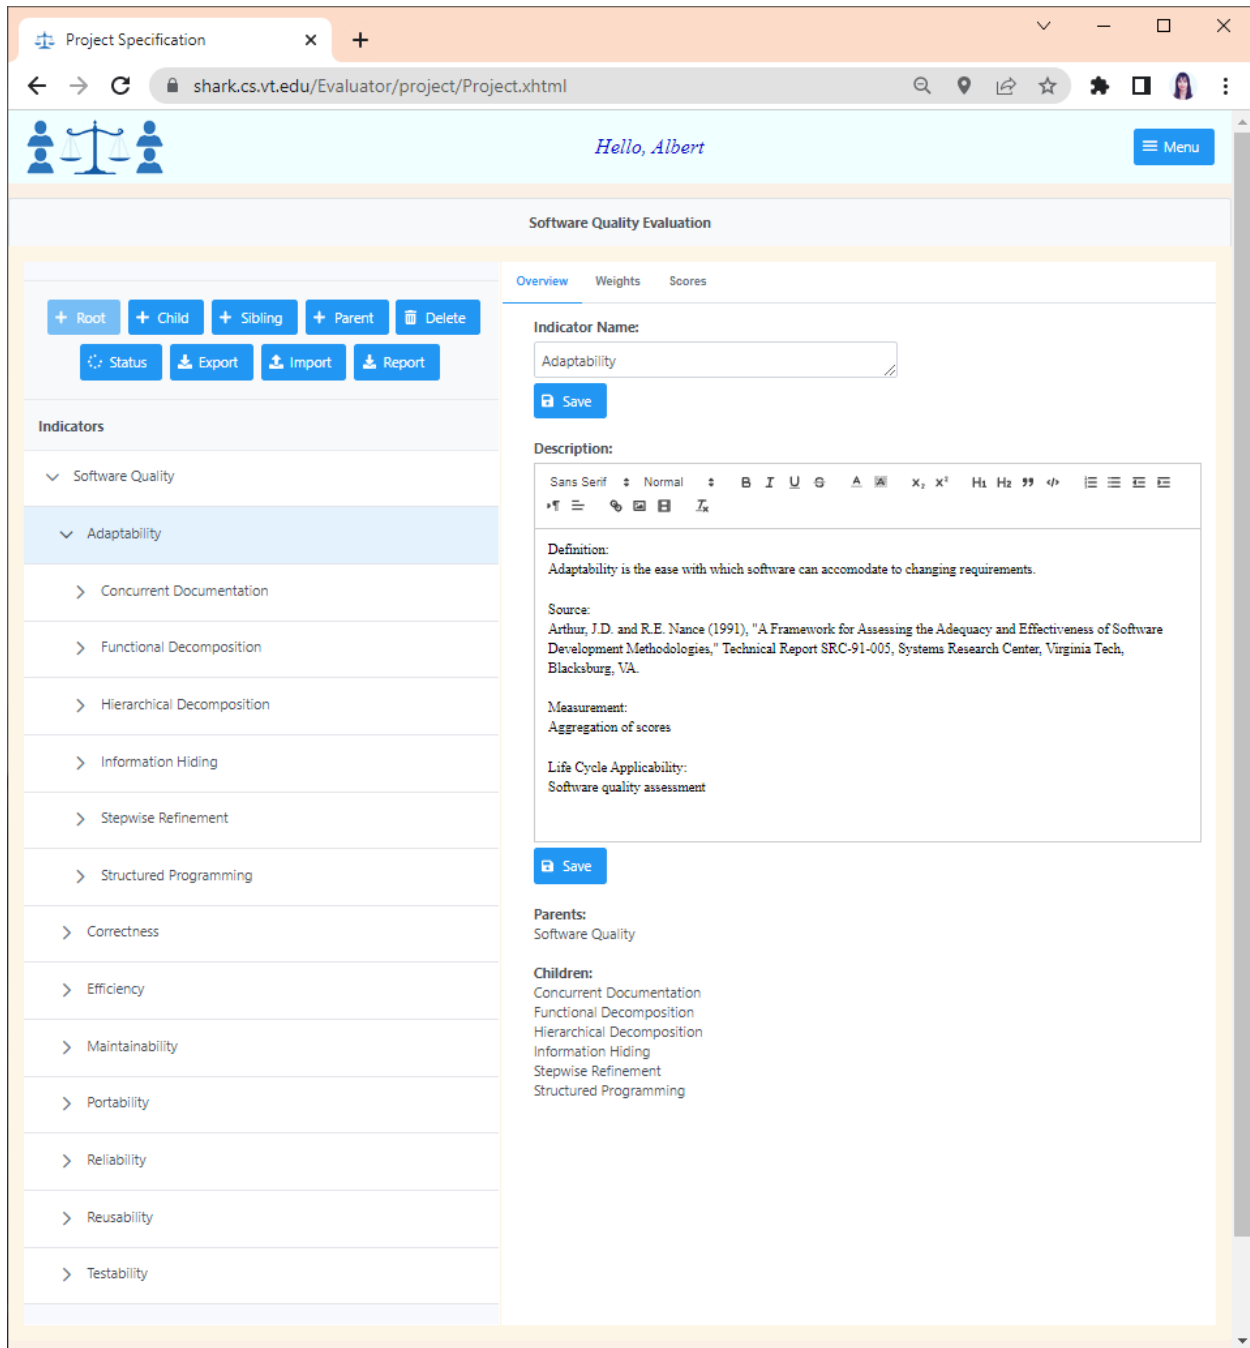 Project Specification
shark.cs.vt.edu/Evaluator/project/Project.xhtml
Hello, Albert
Menu
Software Quality Evaluation
+ Root
+ Child
+ Sibling
+ Parent
Delete
Status
Export
Import
Report
Indicators
Software Quality
Adaptability
Concurrent Documentation
Functional Decomposition
Hierarchical Decomposition
Information Hiding
Stepwise Refinement
Structured Programming
Correctness
Efficiency
Maintainability
Portability
Reliability
Reusability
Testability
Overview Weights Scores
Indicator Name:
Adaptability
Save
Description:
Sans Serif Normal B I U S A A X₂ X² H1 H2 ” </>
Definition:
Adaptability is the ease with which software can accomodate to changing requirements.
Source:
Arthur, J.D. and R.E. Nance (1991), "A Framework for Assessing the Adequacy and Effectiveness of Software
Development Methodologies," Technical Report SRC-91-005, Systems Research Center, Virginia Tech,
Blacksburg, VA.
Measurement:
Aggregation of scores
Life Cycle Applicability:
Software quality assessment
Save
Parents:
Software Quality
Children:
Concurrent Documentation
Functional Decomposition
Hierarchical Decomposition
Information Hiding
Stepwise Refinement
Structured Programming